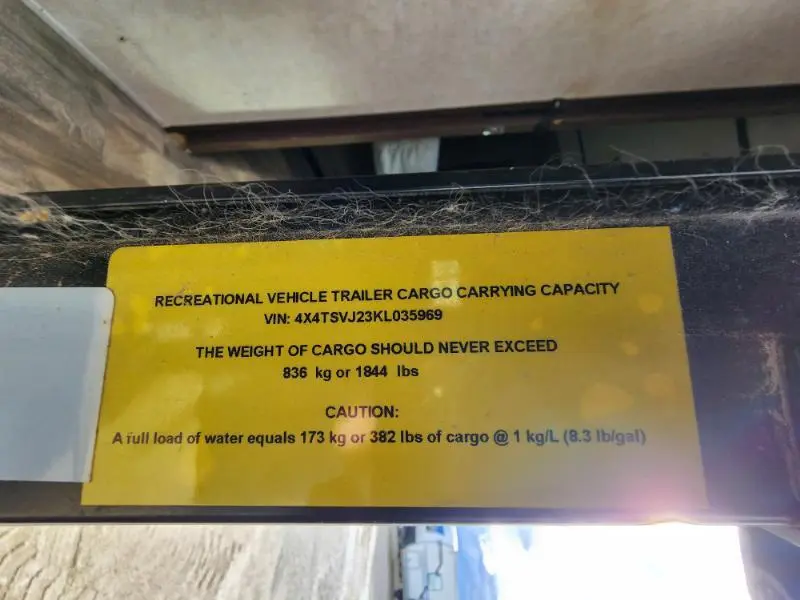 RECREATIONAL VEHICLE TRAILER CARGO CARRYING CAPACITY
VIN: 4X4TSVJ23KL035969
THE WEIGHT OF CARGO SHOULD NEVER EXCEED
836 kg or 1844 lbs
CAUTION:
A full load of water equals 173 kg or 382 lbs of cargo @ 1 kg/L (8.3 lb/gal)